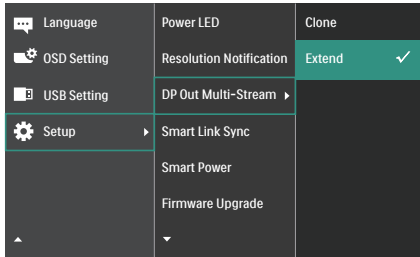 Language
OSD Setting
USB Setting
Setup
Power LED
Resolution Notification
DP Out Multi-Stream
Smart Link Sync
Smart Power
Firmware Upgrade
Clone
Extend